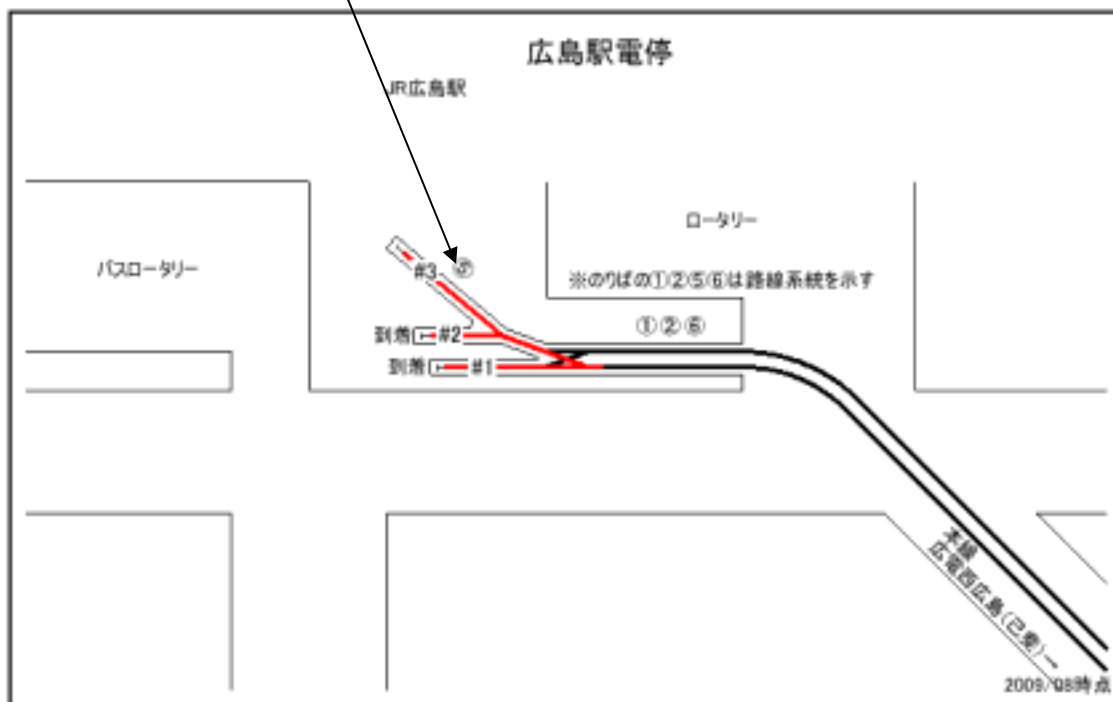 広島駅電停
JR広島駅
ロータリー
バスロータリー
#3 ⑤
※のりばの①②⑤⑥は路線系統を示す
到着 #2
①②⑥
到着 #1
本線
広電西広島(己斐)→
2009/08時点